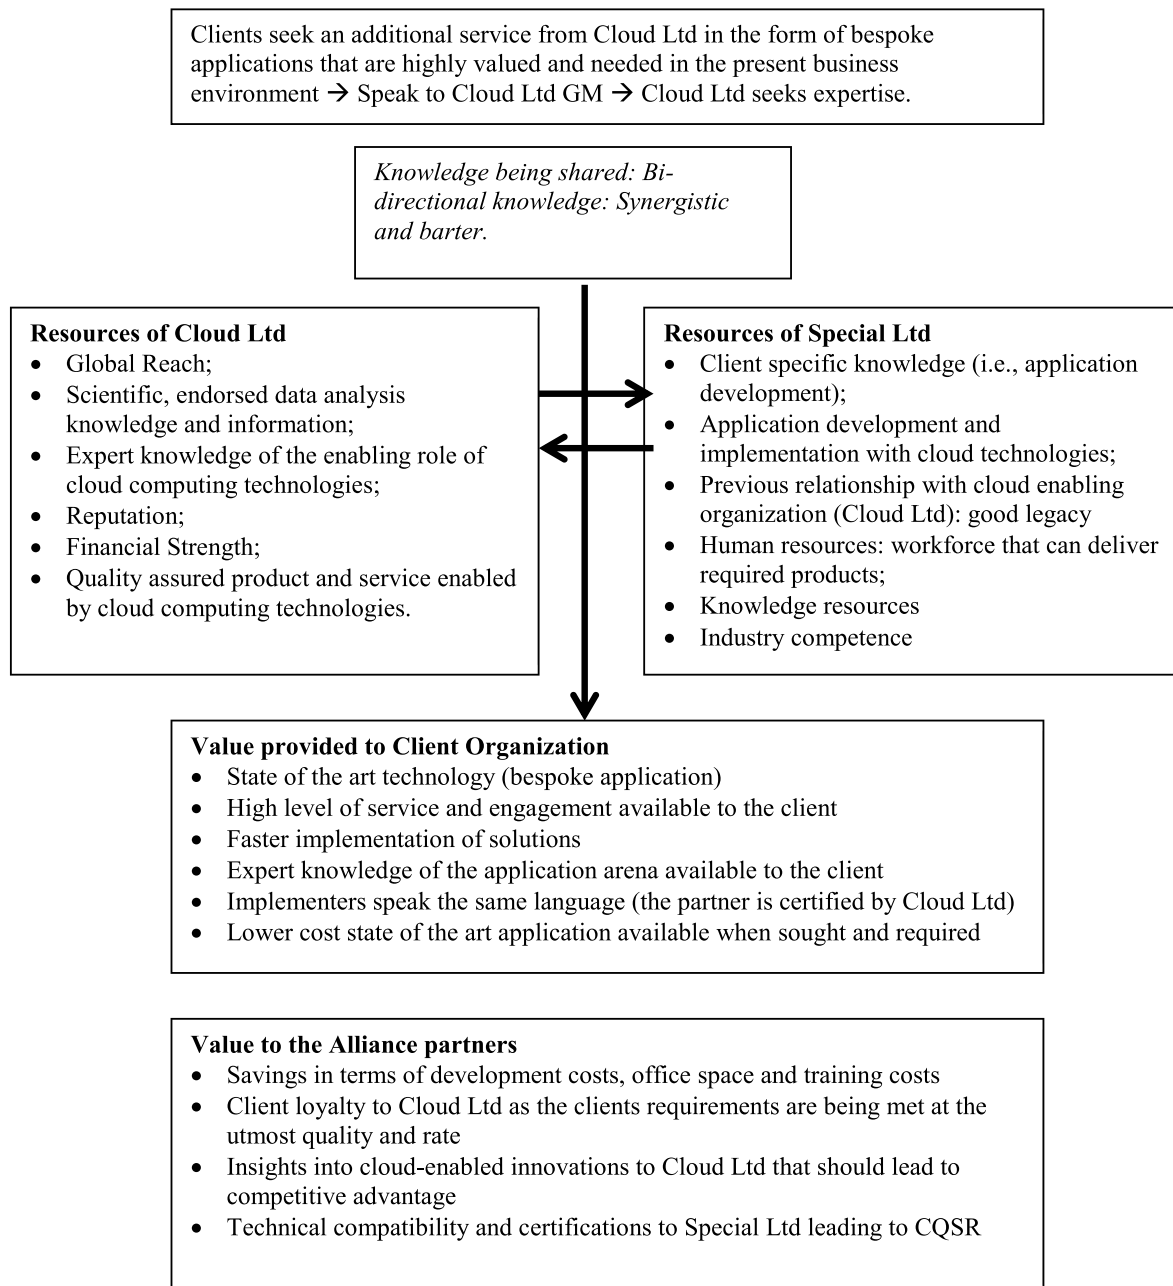 Clients seek an additional service from Cloud Ltd in the form of bespoke
applications that are highly valued and needed in the present business
environment → Speak to Cloud Ltd GM → Cloud Ltd seeks expertise.
Knowledge being shared: Bi-
directional knowledge: Synergistic
and barter.
Resources of Cloud Ltd
• Global Reach;
• Scientific, endorsed data analysis
knowledge and information;
• Expert knowledge of the enabling role of
cloud computing technologies;
• Reputation;
• Financial Strength;
• Quality assured product and service enabled
by cloud computing technologies.
Resources of Special Ltd
• Client specific knowledge (i.e., application
development);
• Application development and
implementation with cloud technologies;
• Previous relationship with cloud enabling
organization (Cloud Ltd): good legacy
• Human resources: workforce that can deliver
required products;
• Knowledge resources
• Industry competence
Value provided to Client Organization
• State of the art technology (bespoke application)
• High level of service and engagement available to the client
• Faster implementation of solutions
• Expert knowledge of the application arena available to the client
• Implementers speak the same language (the partner is certified by Cloud Ltd)
• Lower cost state of the art application available when sought and required
Value to the Alliance partners
• Savings in terms of development costs, office space and training costs
• Client loyalty to Cloud Ltd as the clients requirements are being met at the
utmost quality and rate
• Insights into cloud-enabled innovations to Cloud Ltd that should lead to
competitive advantage
• Technical compatibility and certifications to Special Ltd leading to CQSR